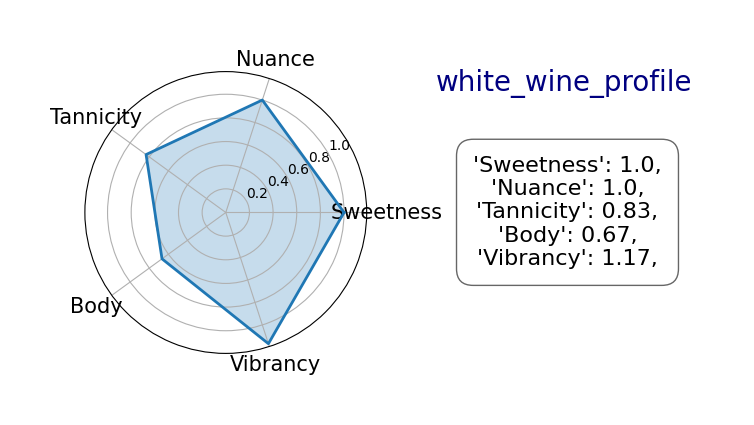 Nuance
Tannicity
Sweetness
Body
Vibrancy
0.2
0.4
0.6
0.8
1.0
white_wine_profile
'Sweetness': 1.0,
'Nuance': 1.0,
'Tannicity': 0.83,
'Body': 0.67,
'Vibrancy': 1.17,